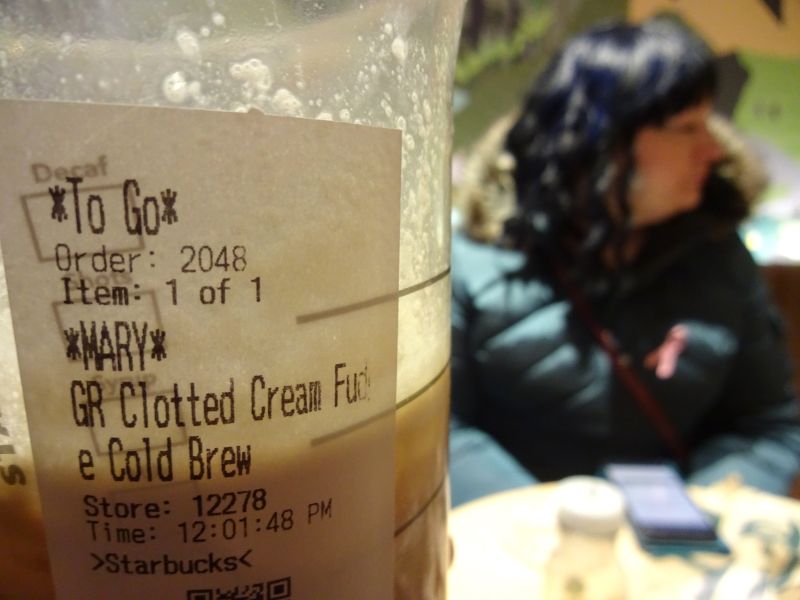 Decaf
*To Go*
Order: 2048
Item: 1 of 1
*MARY*
GR Clotted Cream Fud
e Cold Brew
Store: 12278
Time: 12:01:48 PM
>Starbucks<